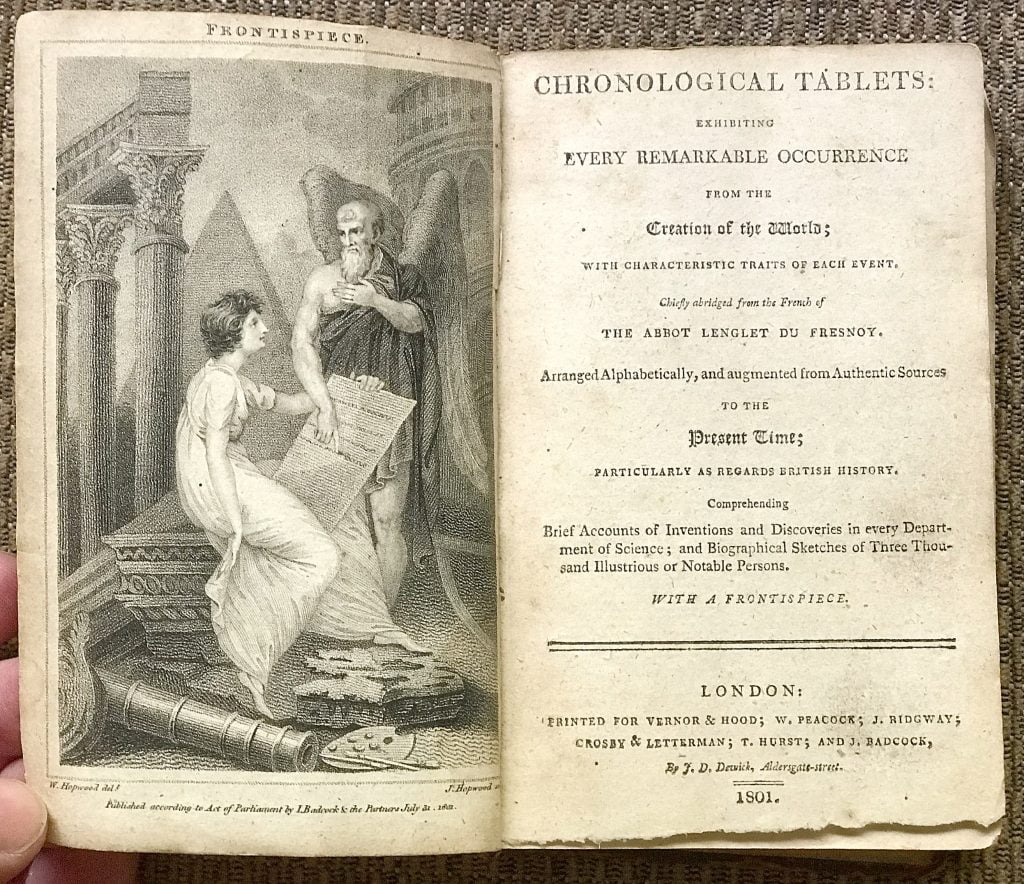 FRONTISPIECE.
W. Hopwood delt.
J. Hopwood
Published according to Act of Parliament by I. Badcock & the Partners July 31. 1801.
CHRONOLOGICAL TABLETS:
EXHIBITING
EVERY REMARKABLE OCCURRENCE
FROM THE
Creation of the World;
WITH CHARACTERISTIC TRAITS OF EACH EVENT.
Chiefly abridged from the French of
THE ABBOT LENGLET DU FRESNOY.
Arranged Alphabetically, and augmented from Authentic Sources
TO THE
Present Time;
PARTICULARLY AS REGARDS BRITISH HISTORY.
Comprehending
Brief Accounts of Inventions and Discoveries in every Depart-
ment of Science; and Biographical Sketches of Three Thou-
sand Illustrious or Notable Persons.
WITH A FRONTISPIECE.
LONDON:
PRINTED FOR VERNOR & HOOD; W. PEACOCK; J. RIDGWAY;
CROSBY & LETTERMAN; T. HURST; AND J. BADCOCK,
By J. D. Dewick, Aldersgate-street.
1801.